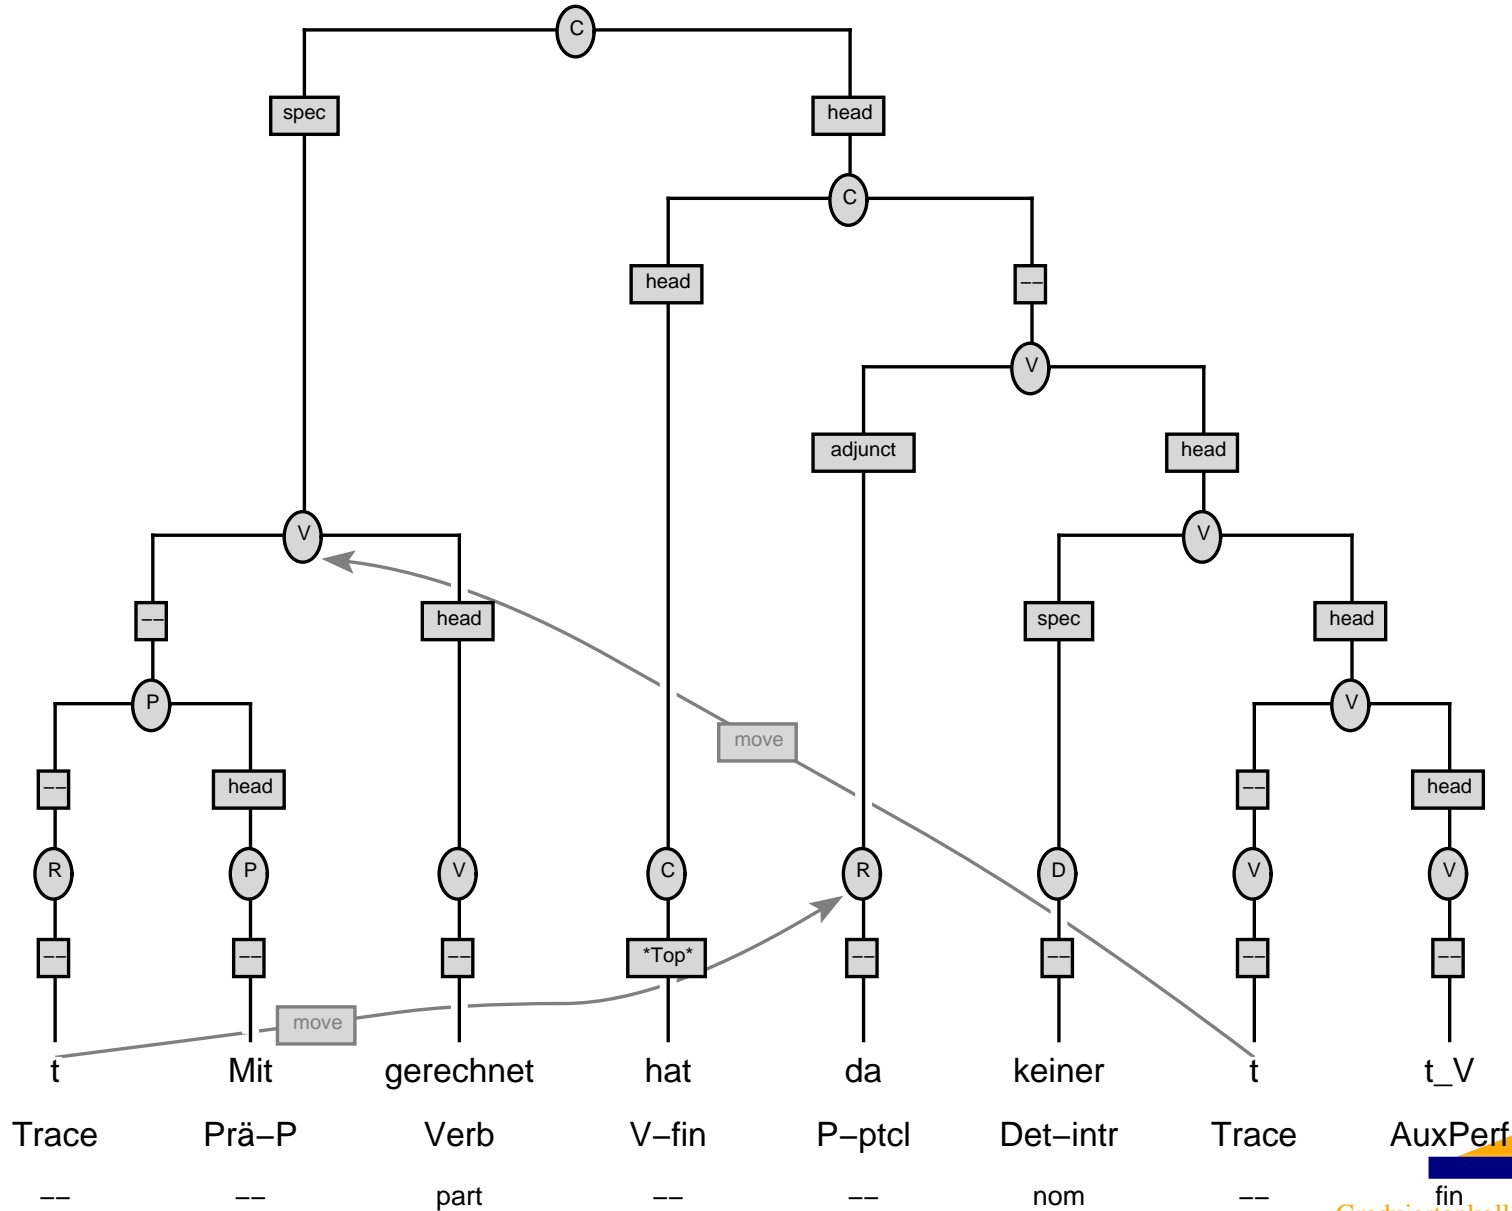 C
spec head
C
head --
V
adjunct head
V V
-- head spec head
P V
move
-- head -- head
R P V C R D V V
-- -- -- *Top* -- -- -- --
move
t Mit gerechnet hat da keiner t t_V
Trace Prä-P Verb V-fin P-ptcl Det-intr Trace AuxPerf
-- -- part -- -- nom -- fin